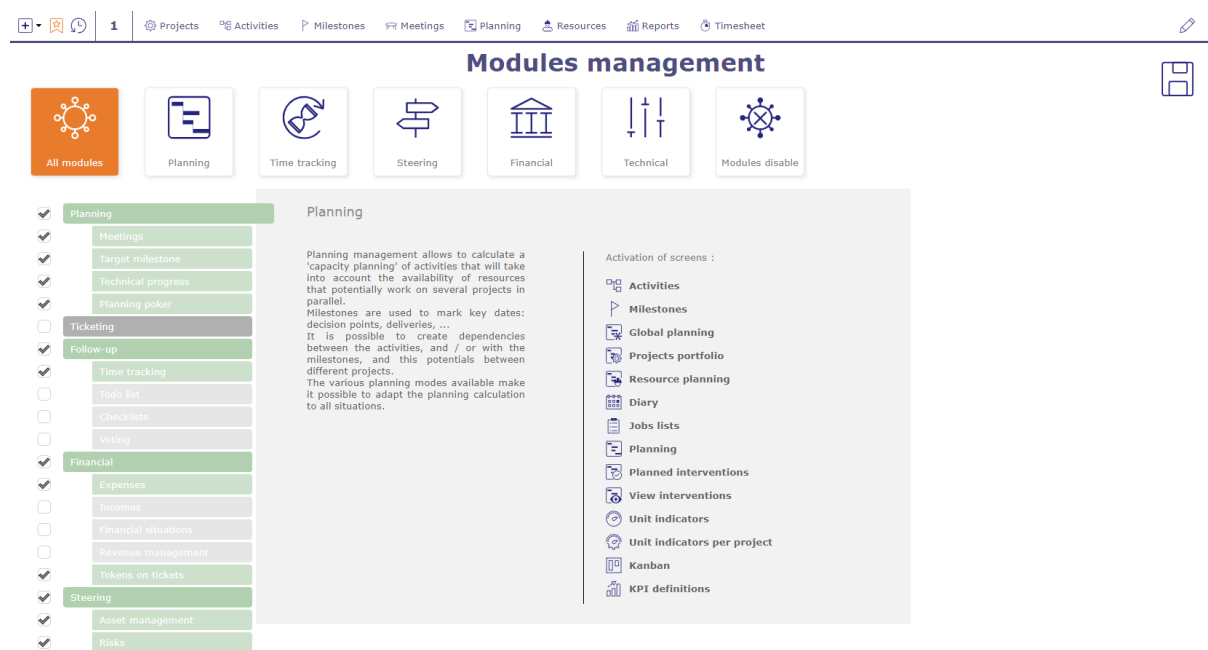 1
Projects
Activities
Milestones
Meetings
Planning
Resources
Reports
Timesheet
Modules management
All modules
Planning
Time tracking
Steering
Financial
Technical
Modules disable
Planning
Meetings
Target milestone
Technical progress
Planning poker
Ticketing
Follow-up
Time tracking
Todo list
Checklists
Voting
Financial
Expenses
Incomes
Financial situations
Revenue management
Tokens on tickets
Steering
Asset management
Risks
Planning
Planning management allows to calculate a
'capacity planning' of activities that will take
into account the availability of resources
that potentially work on several projects in
parallel.
Milestones are used to mark key dates:
decision points, deliveries, ...
It is possible to create dependencies
between the activities, and / or with the
milestones, and this potentials between
different projects.
The various planning modes available make
it possible to adapt the planning calculation
to all situations.
Activation of screens :
Activities
Milestones
Global planning
Projects portfolio
Resource planning
Diary
Jobs lists
Planning
Planned interventions
View interventions
Unit indicators
Unit indicators per project
Kanban
KPI definitions